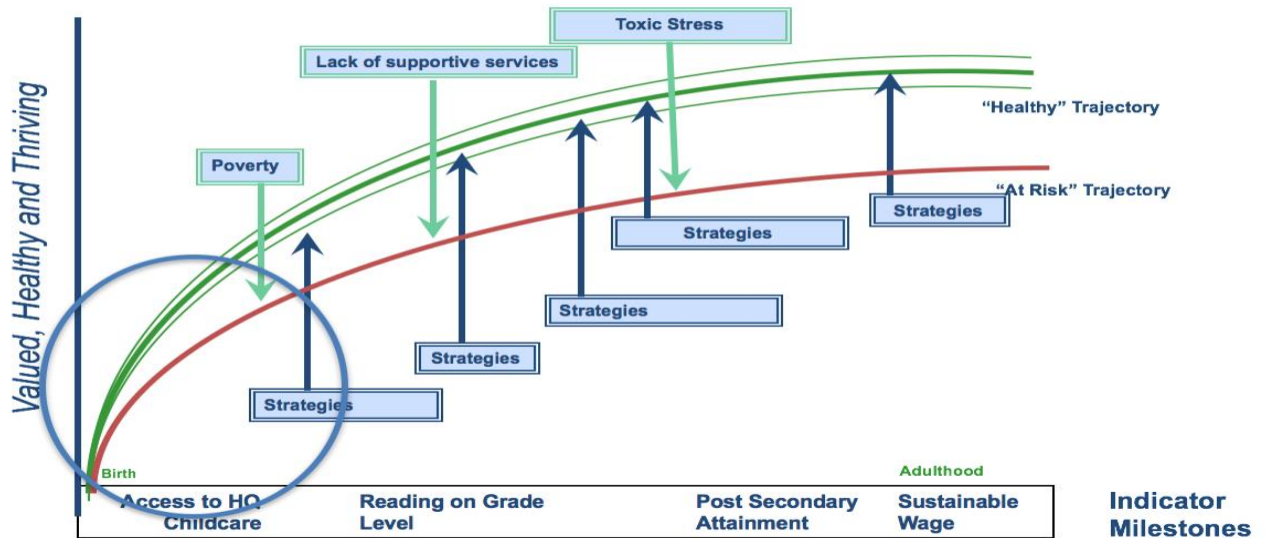 Valued, Healthy and Thriving
Toxic Stress
Lack of supportive services
Poverty
“Healthy” Trajectory
“At Risk” Trajectory
Strategies
Strategies
Strategies
Strategies
Strategies
Birth
Adulthood
Access to HQ
Childcare
Reading on Grade
Level
Post Secondary
Attainment
Sustainable
Wage
Indicator
Milestones